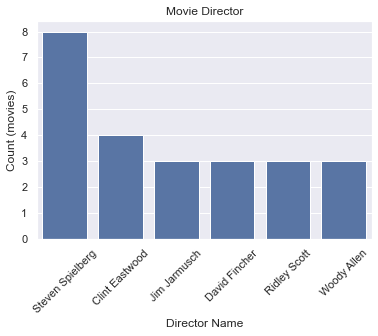 Movie Director
Count (movies)
8
7
6
5
4
3
2
1
0
Steven Spielberg
Clint Eastwood
Jim Jarmusch
David Fincher
Ridley Scott
Woody Allen
Director Name